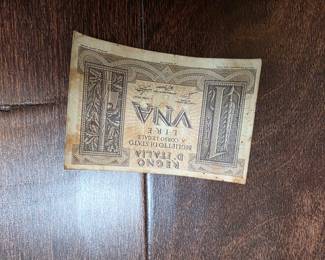 REGNO
D'ITALIA
BIGLIETTO DI STATO
A CORSO LEGALE
VNA
LIRE